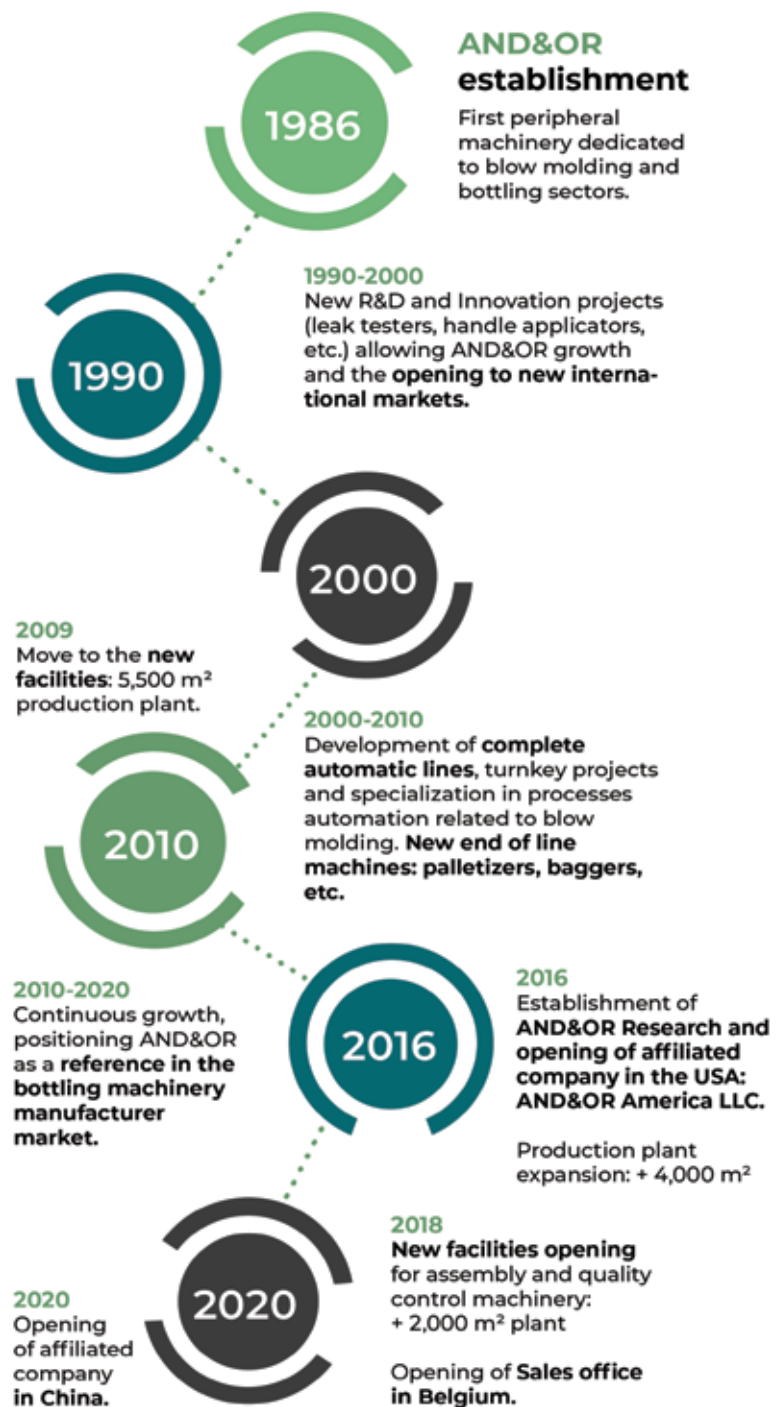 1986
AND&OR
establishment
First peripheral
machinery dedicated
to blow molding and
bottling sectors.
1990
1990-2000
New R&D and Innovation projects
(leak testers, handle applicators,
etc.) allowing AND&OR growth
and the opening to new interna-
tional markets.
2000
2009
Move to the new
facilities: 5,500 m²
production plant.
2000-2010
Development of complete
automatic lines, turnkey projects
and specialization in processes
automation related to blow
molding. New end of line
machines: palletizers, baggers,
etc.
2010
2010-2020
Continuous growth,
positioning AND&OR
as a reference in the
bottling machinery
manufacturer
market.
2016
2016
Establishment of
AND&OR Research and
opening of affiliated
company in the USA:
AND&OR America LLC.
Production plant
expansion: + 4,000 m²
2018
New facilities opening
for assembly and quality
control machinery:
+ 2,000 m² plant
Opening of Sales office
in Belgium.
2020
2020
Opening
of affiliated
company
in China.